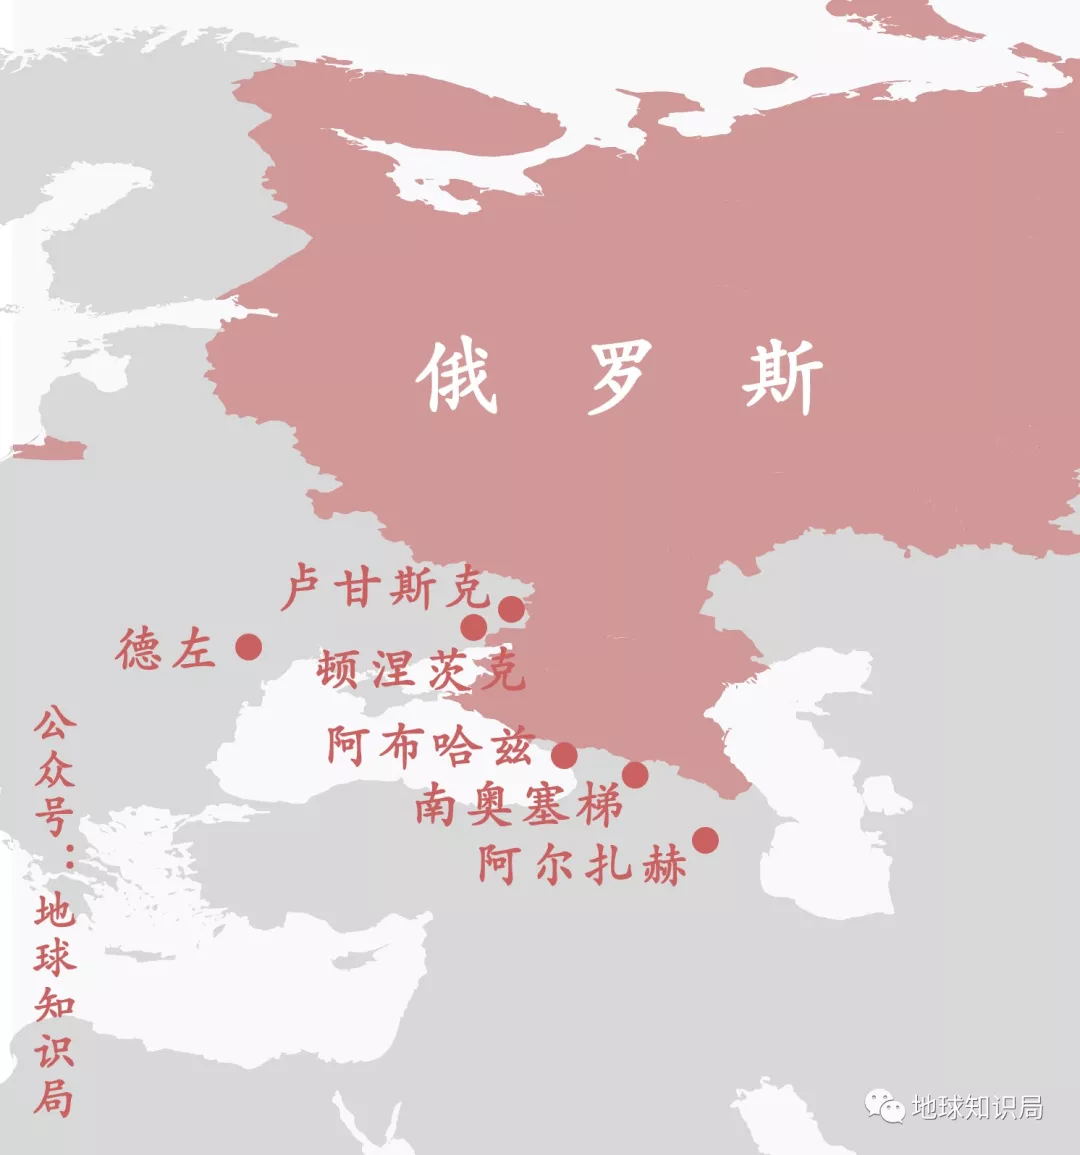 俄罗斯
卢甘斯克
德左
顿涅茨克
阿布哈兹
南奥塞梯
阿尔扎赫
公众号：地球知识局
地球知识局